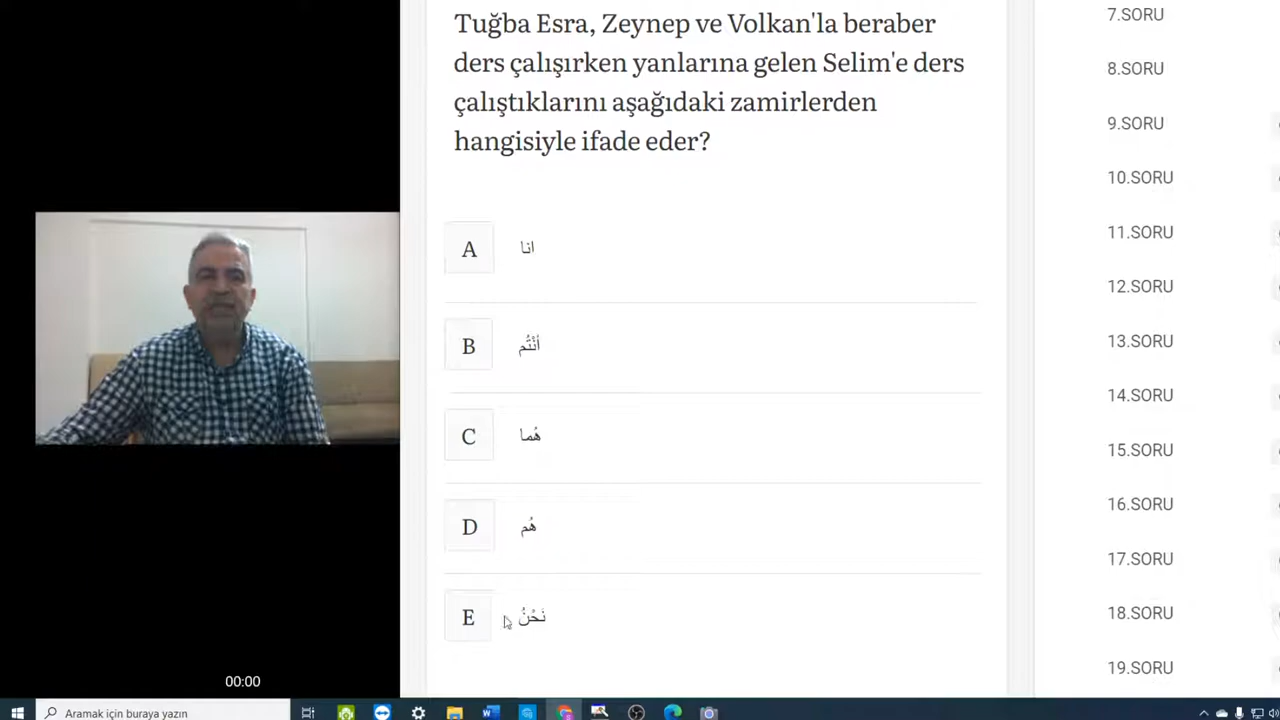 Tuğba Esra, Zeynep ve Volkan'la beraber
ders çalışırken yanlarına gelen Selim'e ders
çalıştıklarını aşağıdaki zamirlerden
hangisiyle ifade eder?
A انا
B أنْتُم
C هُما
D هُم
E نَحْنُ
7.SORU
8.SORU
9.SORU
10.SORU
11.SORU
12.SORU
13.SORU
14.SORU
15.SORU
16.SORU
17.SORU
18.SORU
19.SORU
00:00
Aramak için buraya yazın